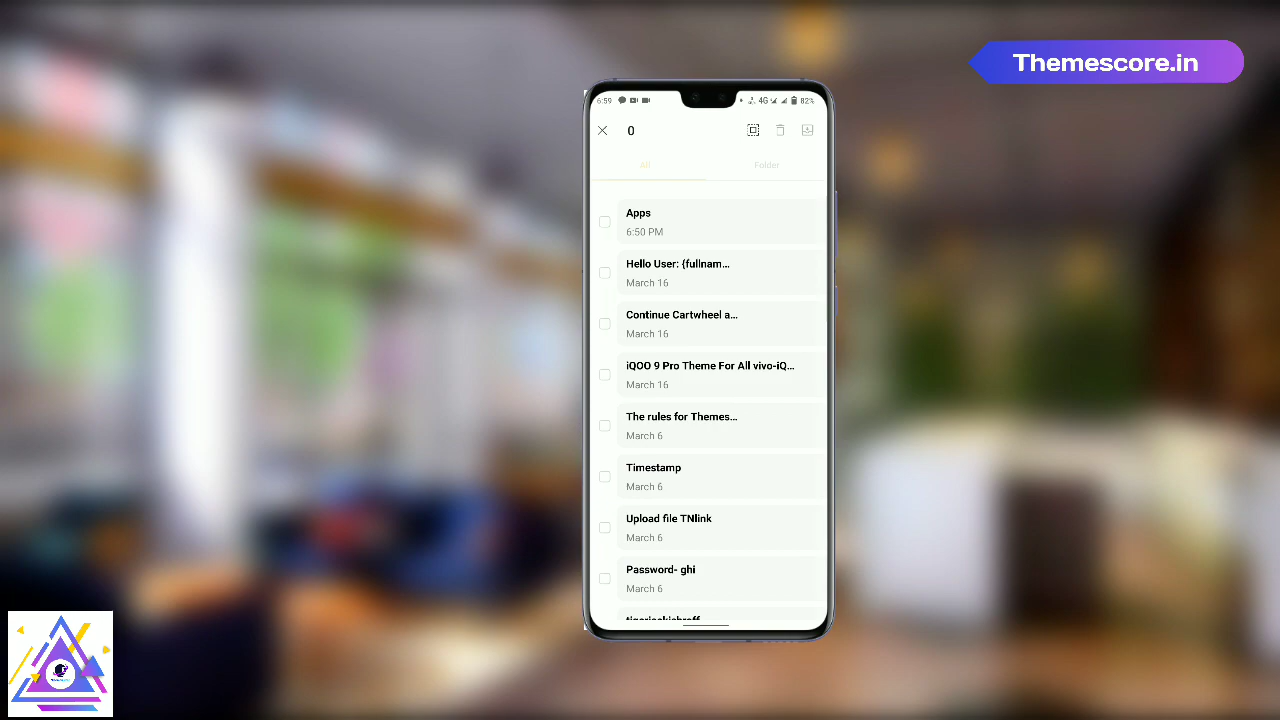 Themescore.in
6:59
4G
82%
0
All
Folder
Apps
6:50 PM
Hello User: {fullnam...
March 16
Continue Cartwheel a...
March 16
iQOO 9 Pro Theme For All vivo-iQ...
March 16
The rules for Themes...
March 6
Timestamp
March 6
Upload file TNlink
March 6
Password- ghi
March 6